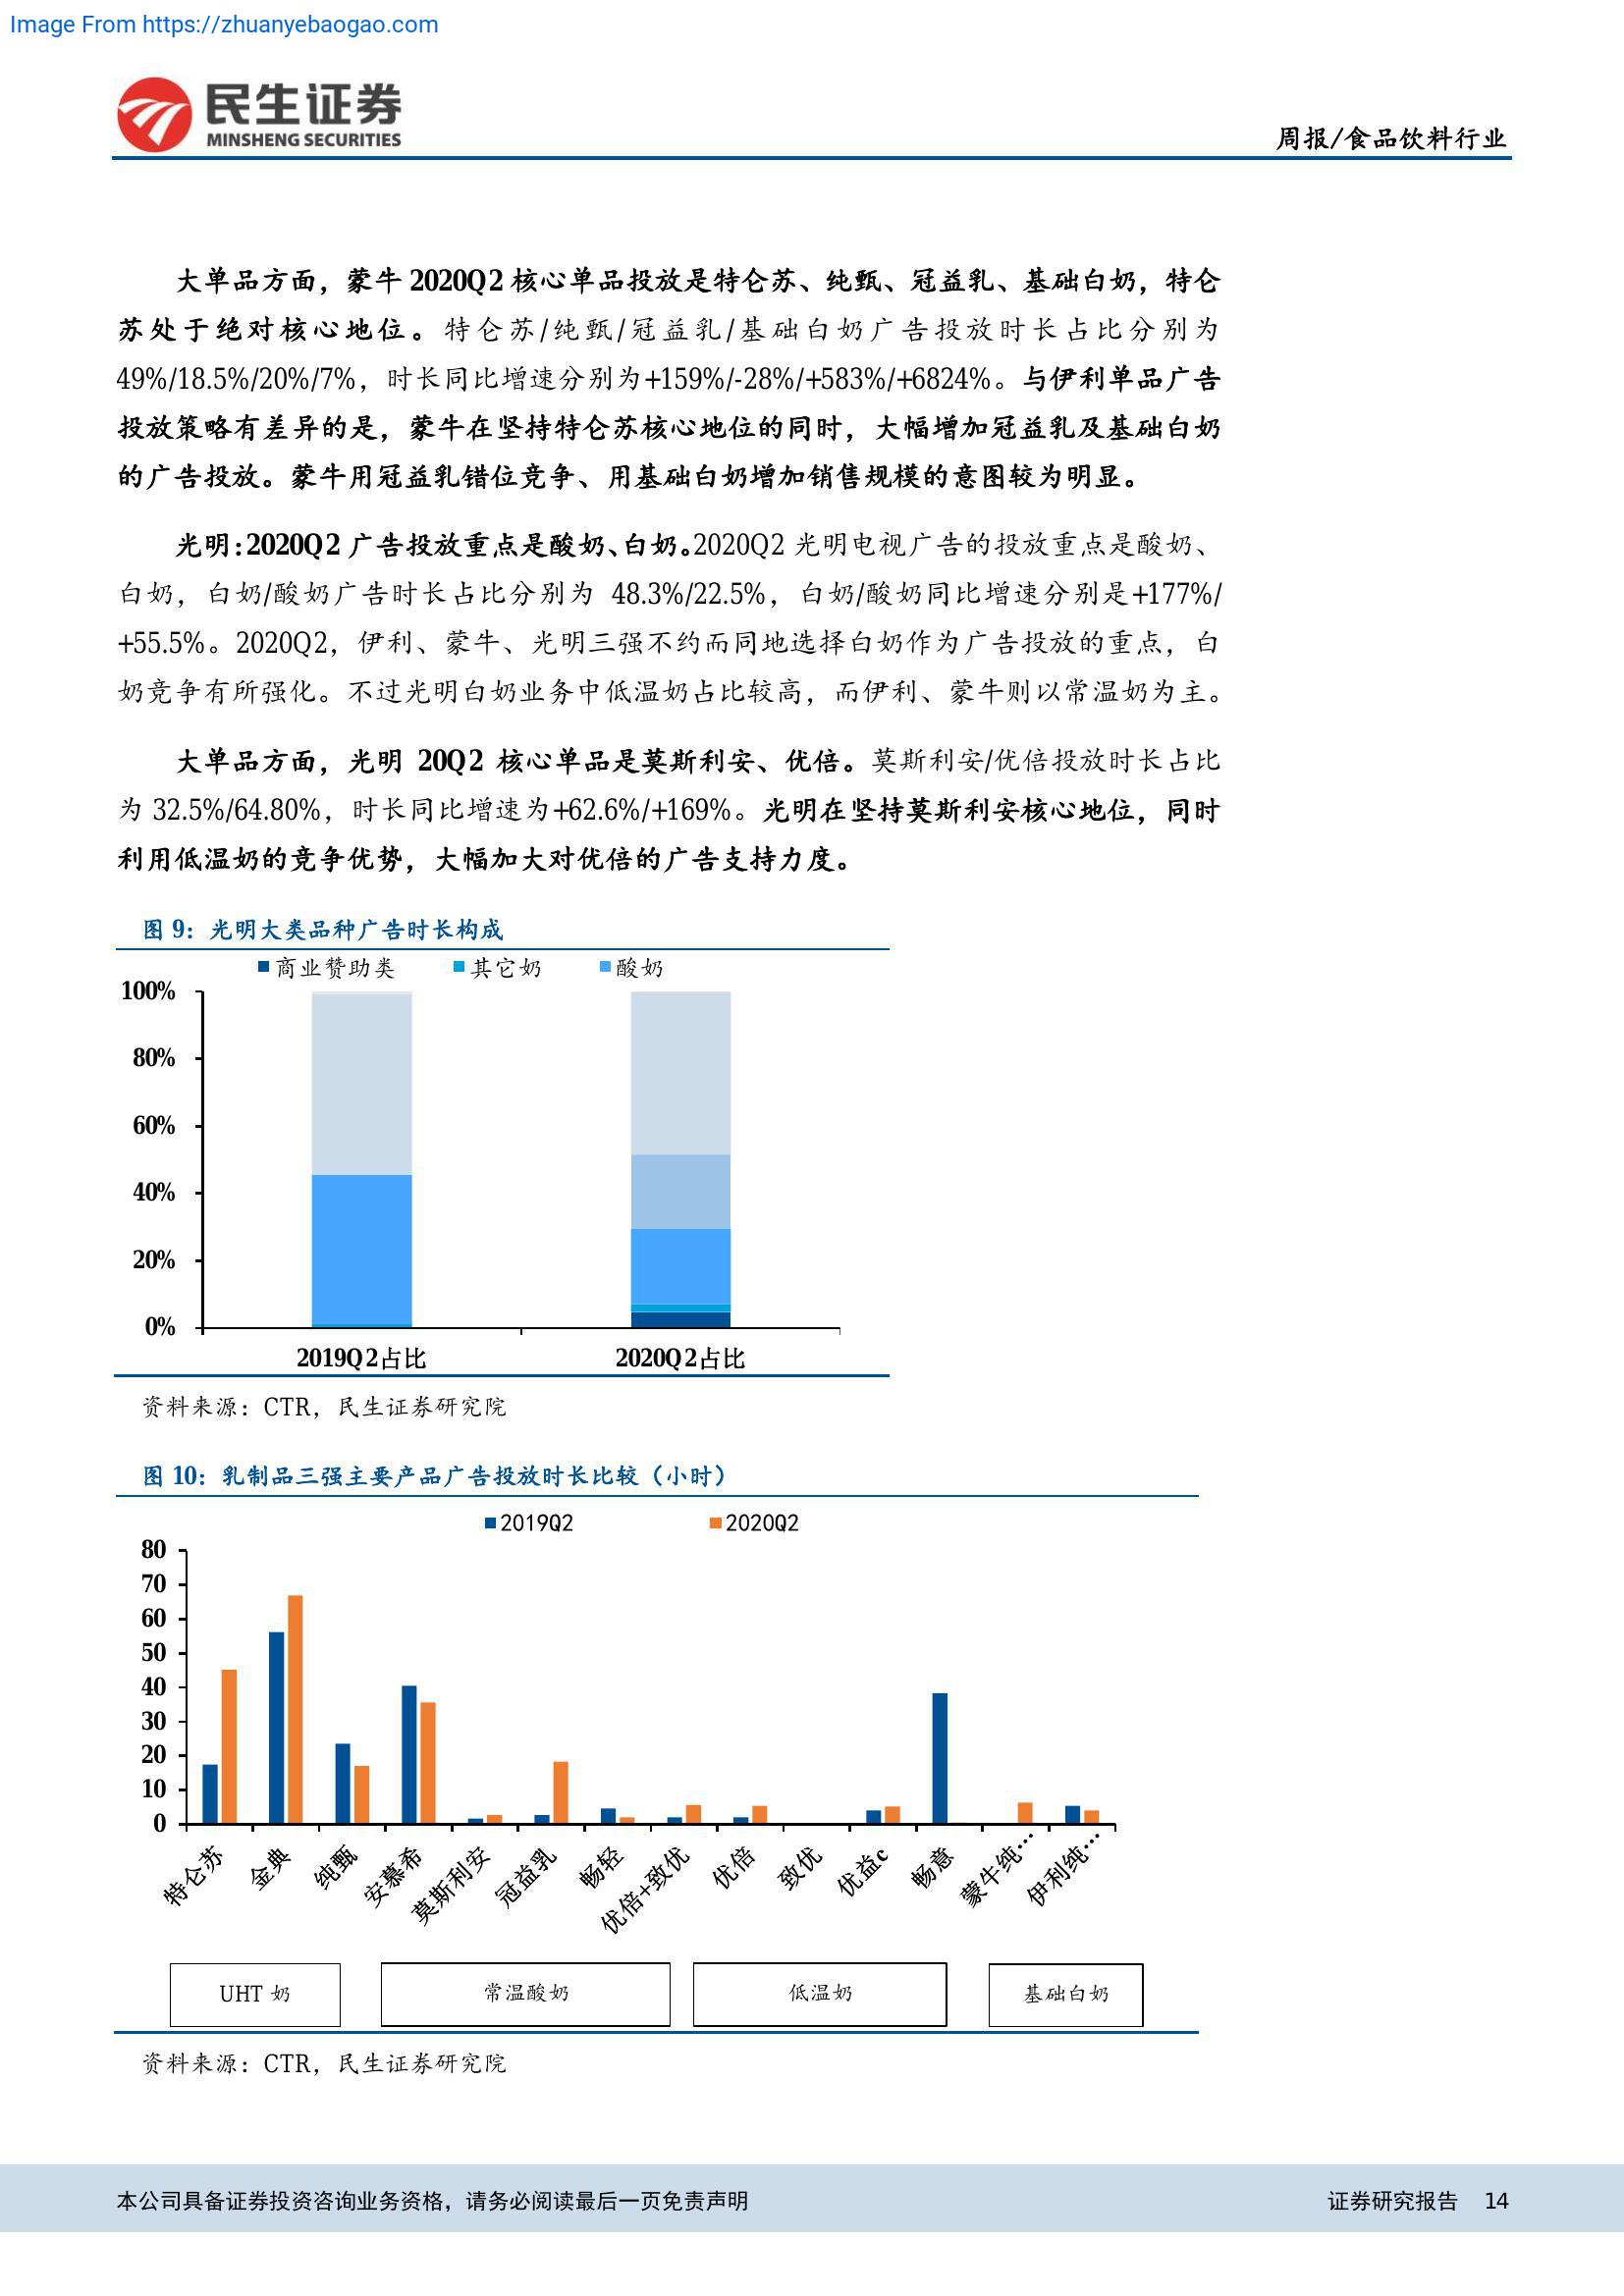 Image From https://zhuanyebaogao.com
民生证券
MINSHENG SECURITIES
周报/食品饮料行业
大单品方面，蒙牛 2020Q2 核心单品投放是特仑苏、纯甄、冠益乳、基础白奶，特仑
苏处于绝对核心地位。特仑苏/纯甄/冠益乳/基础白奶广告投放时长占比分别为
49%/18.5%/20%/7%，时长同比增速分别为+159%/-28%/+583%/+6824%。与伊利单品广告
投放策略有差异的是，蒙牛在坚持特仑苏核心地位的同时，大幅增加冠益乳及基础白奶
的广告投放。蒙牛用冠益乳错位竞争、用基础白奶增加销售规模的意图较为明显。
光明：2020Q2 广告投放重点是酸奶、白奶。2020Q2 光明电视广告的投放重点是酸奶、
白奶，白奶/酸奶广告时长占比分别为 48.3%/22.5%，白奶/酸奶同比增速分别是+177%/
+55.5%。2020Q2，伊利、蒙牛、光明三强不约而同地选择白奶作为广告投放的重点，白
奶竞争有所强化。不过光明白奶业务中低温奶占比较高，而伊利、蒙牛则以常温奶为主。
大单品方面，光明 20Q2 核心单品是莫斯利安、优倍。莫斯利安/优倍投放时长占比
为 32.5%/64.80%，时长同比增速为+62.6%/+169%。光明在坚持莫斯利安核心地位，同时
利用低温奶的竞争优势，大幅加大对优倍的广告支持力度。
图 9：光明大类品种广告时长构成
商业赞助类 其它奶 酸奶
100%
80%
60%
40%
20%
0%
2019Q2占比 2020Q2占比
资料来源：CTR，民生证券研究院
图 10：乳制品三强主要产品广告投放时长比较（小时）
2019Q2 2020Q2
80
70
60
50
40
30
20
10
0
特仑苏 金典 纯甄 安慕希 莫斯利安 冠益乳 畅轻 优倍+致优 优倍 致优 优益c 畅意 蒙牛纯… 伊利纯…
UHT 奶 常温酸奶 低温奶 基础白奶
资料来源：CTR，民生证券研究院
本公司具备证券投资咨询业务资格，请务必阅读最后一页免责声明 证券研究报告 14